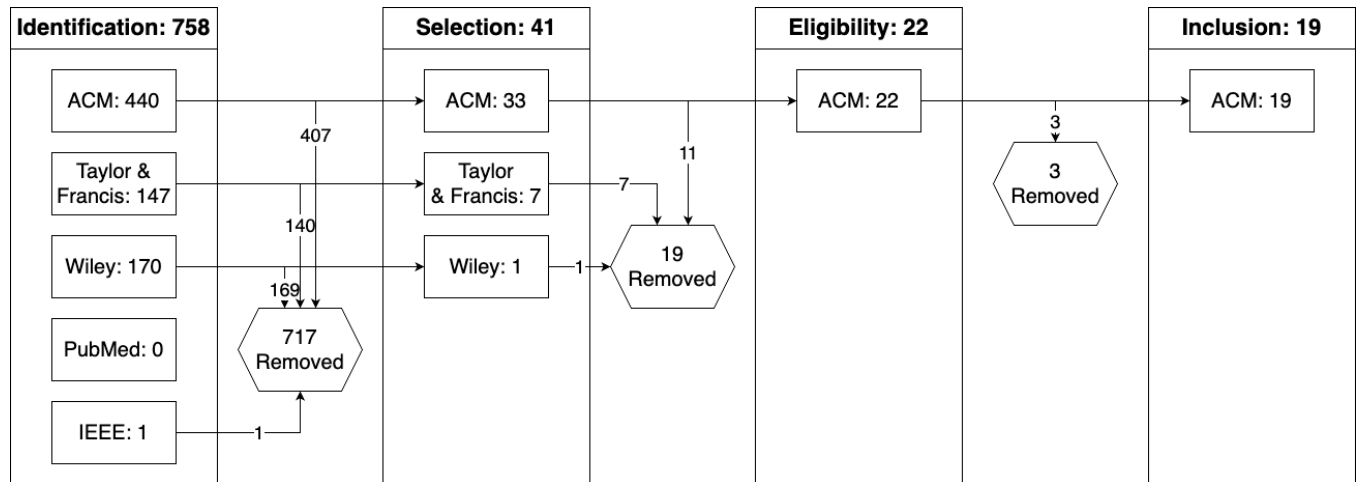 Identification: 758
Selection: 41
Eligibility: 22
Inclusion: 19
ACM: 440
ACM: 33
ACM: 22
ACM: 19
407
11
3
Taylor &
Francis: 147
Taylor
& Francis: 7
7
3
Removed
140
Wiley: 170
Wiley: 1
1
19
Removed
169
717
Removed
PubMed: 0
IEEE: 1
1